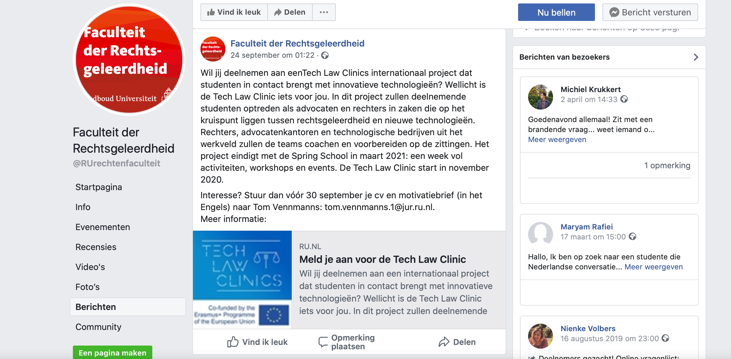 Faculteit
der Rechts-
geleerdheid
dboud Universiteit
Faculteit der
Rechtsgeleerdheid
@RUrechtenfaculteit
Startpagina
Info
Evenementen
Recensies
Video's
Foto's
Berichten
Community
Een pagina maken
Vind ik leuk
Delen
Nu bellen
Bericht versturen
Faculteit der Rechtsgeleerdheid
24 september om 01:22 ·
Wil jij deelnemen aan eenTech Law Clinics internationaal project dat
studenten in contact brengt met innovatieve technologieën? Wellicht is
de Tech Law Clinic iets voor jou. In dit project zullen deelnemende
studenten optreden als advocaten en rechters in zaken die op het
kruispunt liggen tussen rechtsgeleerdheid en nieuwe technologieën.
Rechters, advocatenkantoren en technologische bedrijven uit het
werkveld zullen de teams coachen en voorbereiden op de zittingen. Het
project eindigt met de Spring School in maart 2021: een week vol
activiteiten, workshops en events. De Tech Law Clinic start in november
2020.
Interesse? Stuur dan vóór 30 september je cv en motivatiebrief (in het
Engels) naar Tom Vennmanns: tom.vennmanns.1@jur.ru.nl.
Meer informatie:
TECH
LAW
CLINICS
Co-funded by the
Erasmus+ Programme
of the European Union
RU.NL
Meld je aan voor de Tech Law Clinic
Wil jij deelnemen aan een internationaal project
dat studenten in contact brengt met innovatieve
technologieën? Wellicht is de Tech Law Clinic
iets voor jou. In dit project zullen deelnemende
Vind ik leuk
Opmerking
plaatsen
Delen
Berichten van bezoekers
Michiel Krukkert
2 april om 14:33
Goedenavond allemaal! Zit met een
brandende vraag... weet iemand o...
Meer weergeven
1 opmerking
Maryam Rafiei
17 maart om 15:00
Hallo, Ik ben op zoek naar een studente die
Nederlandse conversatie... Meer weergeven
Nienke Volbers
16 augustus 2019 om 23:00